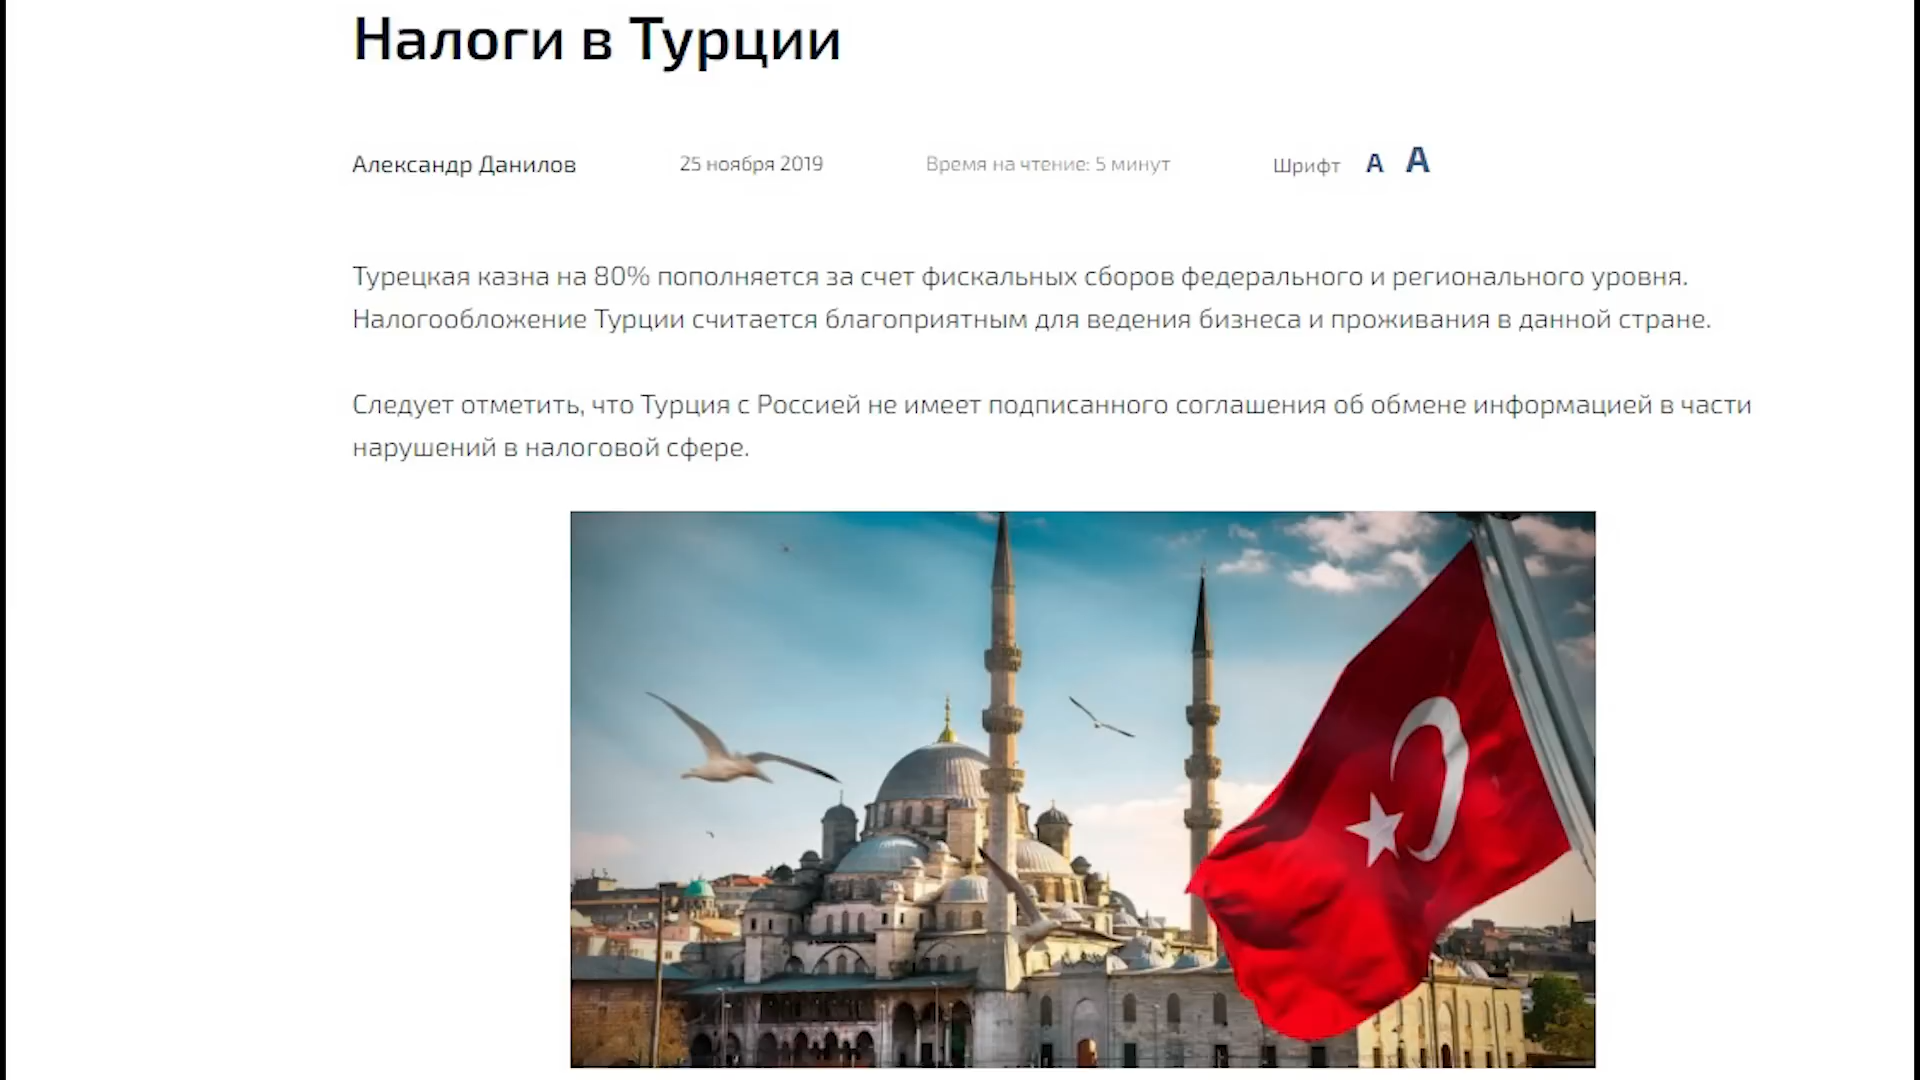 Налоги в Турции
Александр Данилов 25 ноября 2019 Время на чтение: 5 минут Шрифт А А
Турецкая казна на 80% пополняется за счет фискальных сборов федерального и регионального уровня.
Налогообложение Турции считается благоприятным для ведения бизнеса и проживания в данной стране.
Следует отметить, что Турция с Россией не имеет подписанного соглашения об обмене информацией в части
нарушений в налоговой сфере.